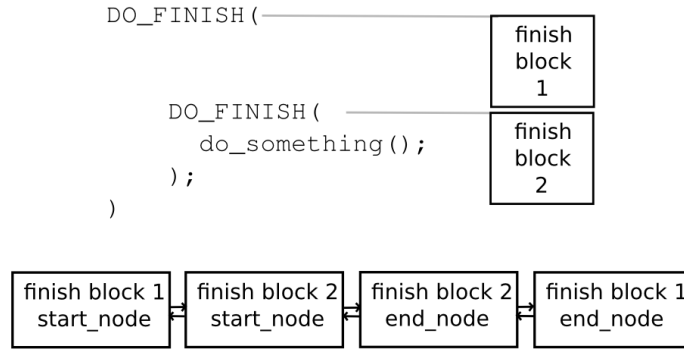 DO_FINISH(
finish
block
1
DO_FINISH(
do_something();
);
)
finish
block
2
finish block 1
start_node
finish block 2
start_node
finish block 2
end_node
finish block 1
end_node